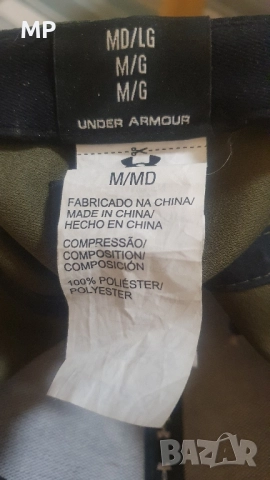 MP
MD/LG
M/G
M/G
UNDER ARMOUR
M/MD
FABRICADO NA CHINA/
MADE IN CHINA/
HECHO EN CHINA
COMPRESSÃO/
COMPOSITION/
COMPOSICIÓN
100% POLIÉSTER/
POLYESTER
BAZAR